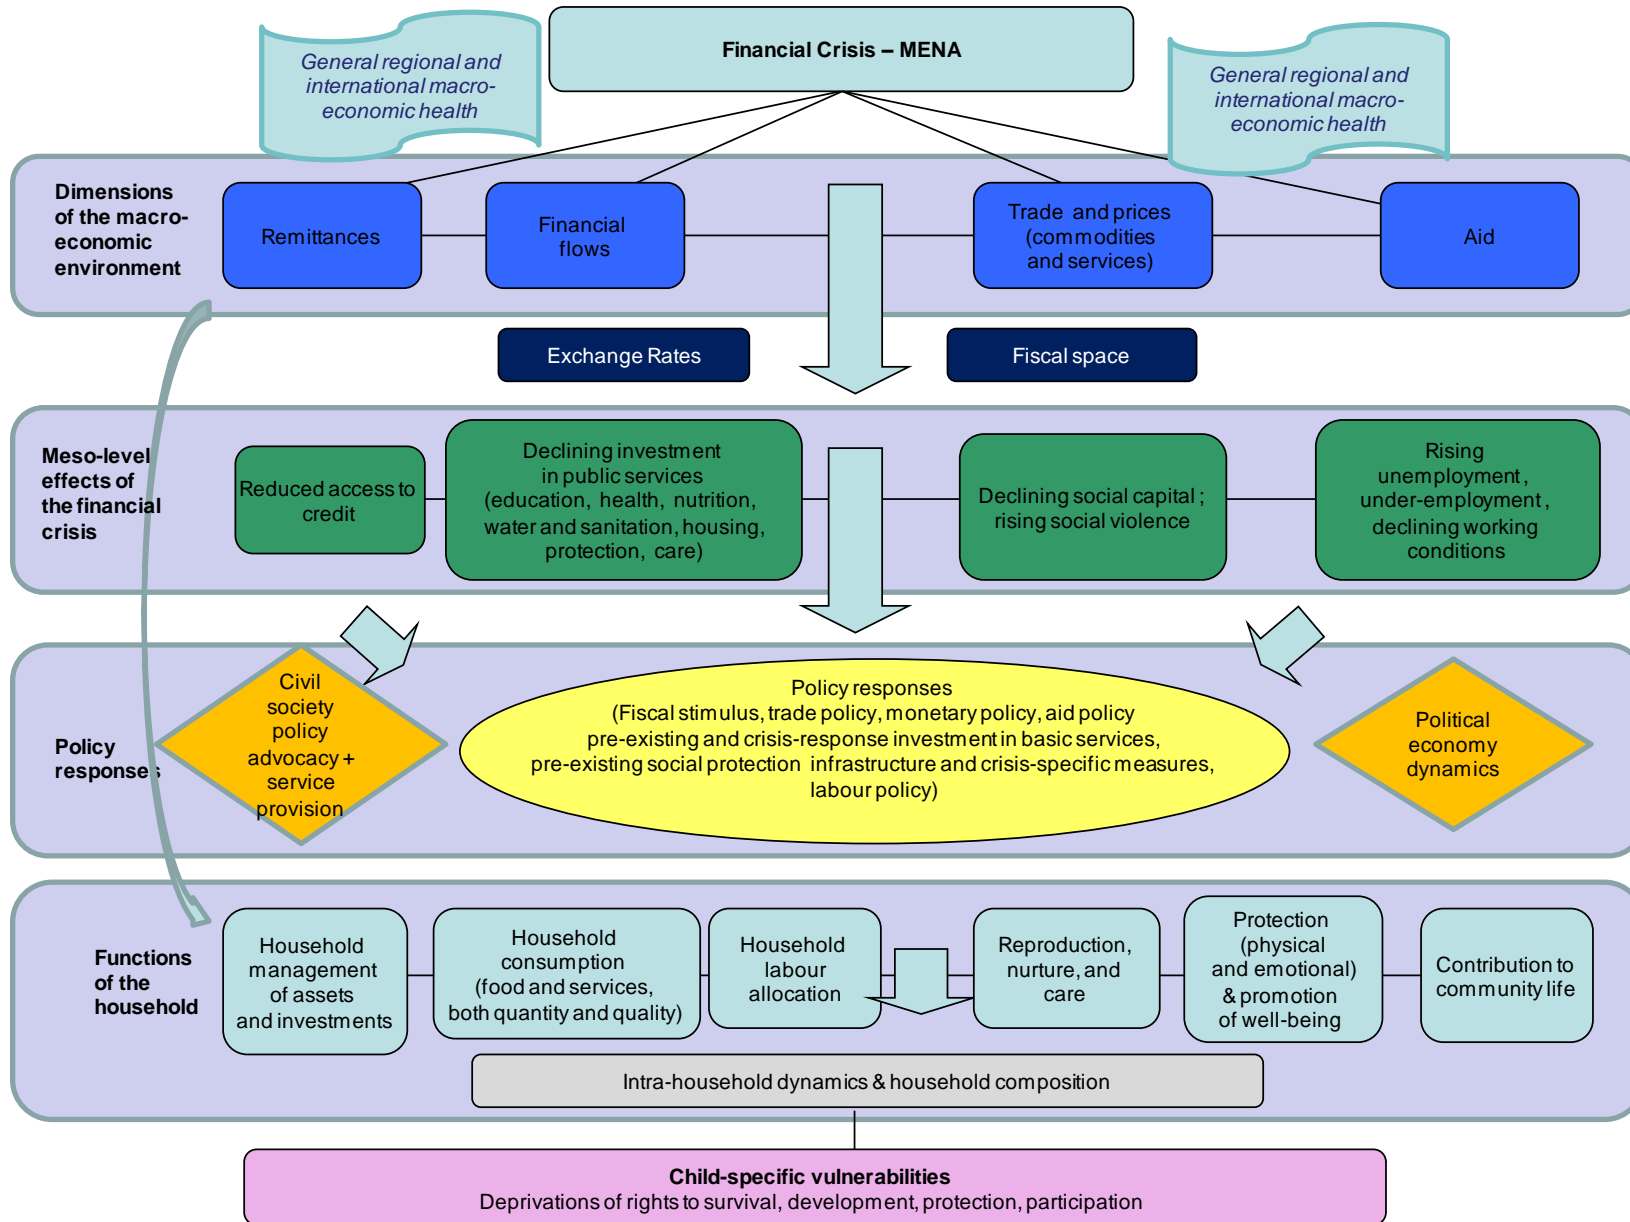 Financial Crisis – MENA
General regional and
international macro-
economic health
General regional and
international macro-
economic health
Dimensions
of the macro-
economic
environment
Remittances
Financial
flows
Trade and prices
(commodities
and services)
Aid
Exchange Rates
Fiscal space
Meso-level
effects of
the financial
crisis
Reduced access to
credit
Declining investment
in public services
(education, health, nutrition,
water and sanitation, housing,
protection, care)
Declining social capital ;
rising social violence
Rising
unemployment ,
under-employment ,
declining working
conditions
Policy
responses
Civil
society
policy
advocacy +
service
provision
Policy responses
(Fiscal stimulus, trade policy, monetary policy, aid policy
pre-existing and crisis-response investment in basic services,
pre-existing social protection infrastructure and crisis-specific measures,
labour policy)
Political
economy
dynamics
Functions
of the
household
Household
management
of assets
and investments
Household
consumption
(food and services,
both quantity and quality)
Household
labour
allocation
Reproduction,
nurture, and
care
Protection
(physical
and emotional)
& promotion
of well-being
Contribution to
community life
Intra-household dynamics & household composition
Child-specific vulnerabilities
Deprivations of rights to survival, development, protection, participation